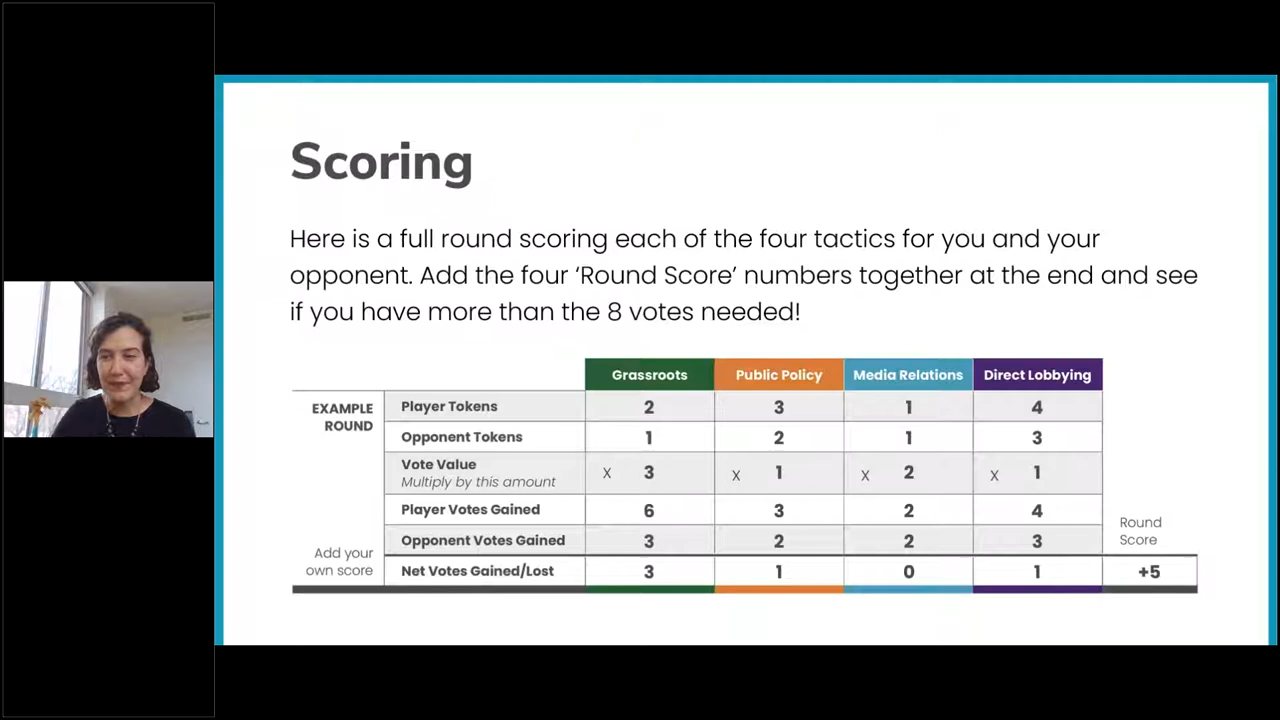 Scoring
Here is a full round scoring each of the four tactics for you and your
opponent. Add the four ‘Round Score’ numbers together at the end and see
if you have more than the 8 votes needed!
Grassroots Public Policy Media Relations Direct Lobbying
EXAMPLE
ROUND
Player Tokens 2 3 1 4
Opponent Tokens 1 2 1 3
Vote Value
Multiply by this amount
X 3 X 1 X 2 X 1
Player Votes Gained 6 3 2 4
Round
Score
Opponent Votes Gained 3 2 2 3
Add your
own score
Net Votes Gained/Lost 3 1 0 1 +5